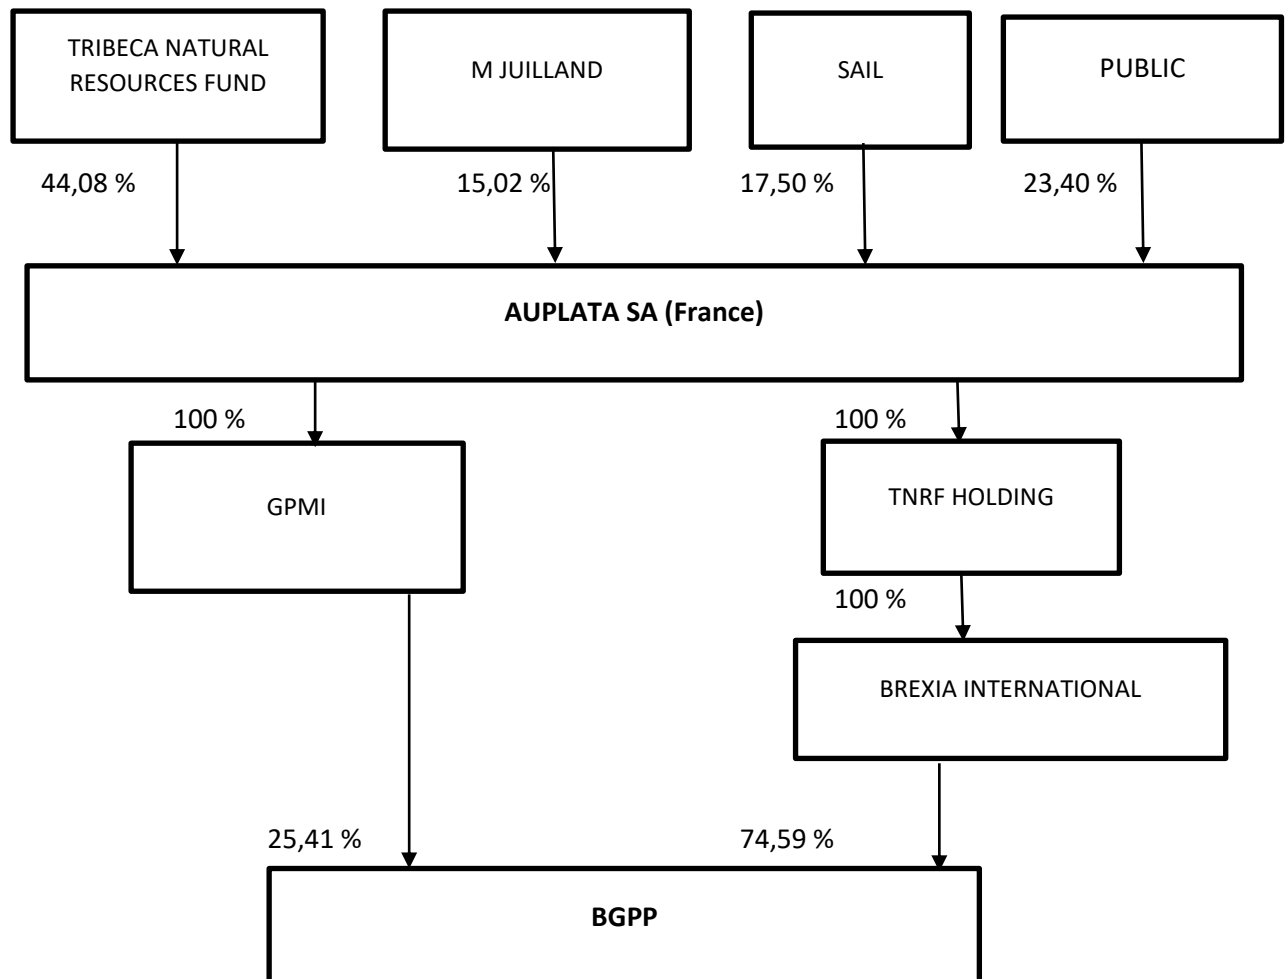 TRIBECA NATURAL
RESOURCES FUND
M JUILLAND
SAIL
PUBLIC
44,08 %
15,02 %
17,50 %
23,40 %
AUPLATA SA (France)
100 %
100 %
GPMI
TNRF HOLDING
100 %
BREXIA INTERNATIONAL
25,41 %
74,59 %
BGPP